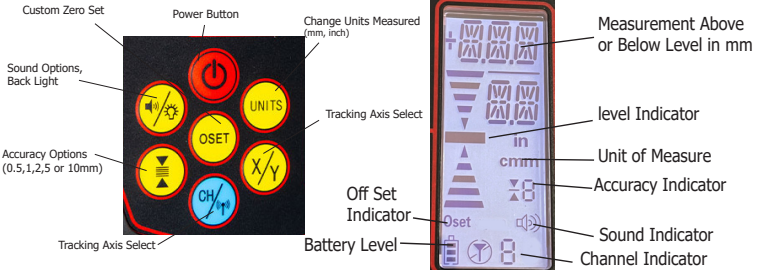 Custom Zero Set
Power Button
Change Units Measured
(mm, inch)
Sound Options,
Back Light
Tracking Axis Select
Accuracy Options
(0.5,1,2,5 or 10mm)
Tracking Axis Select
UNITS
OSET
X/Y
CH/
Measurement Above
or Below Level in mm
level Indicator
in
cmm
Unit of Measure
Accuracy Indicator
8
Off Set
Indicator
Oset
Sound Indicator
Battery Level
8
Channel Indicator